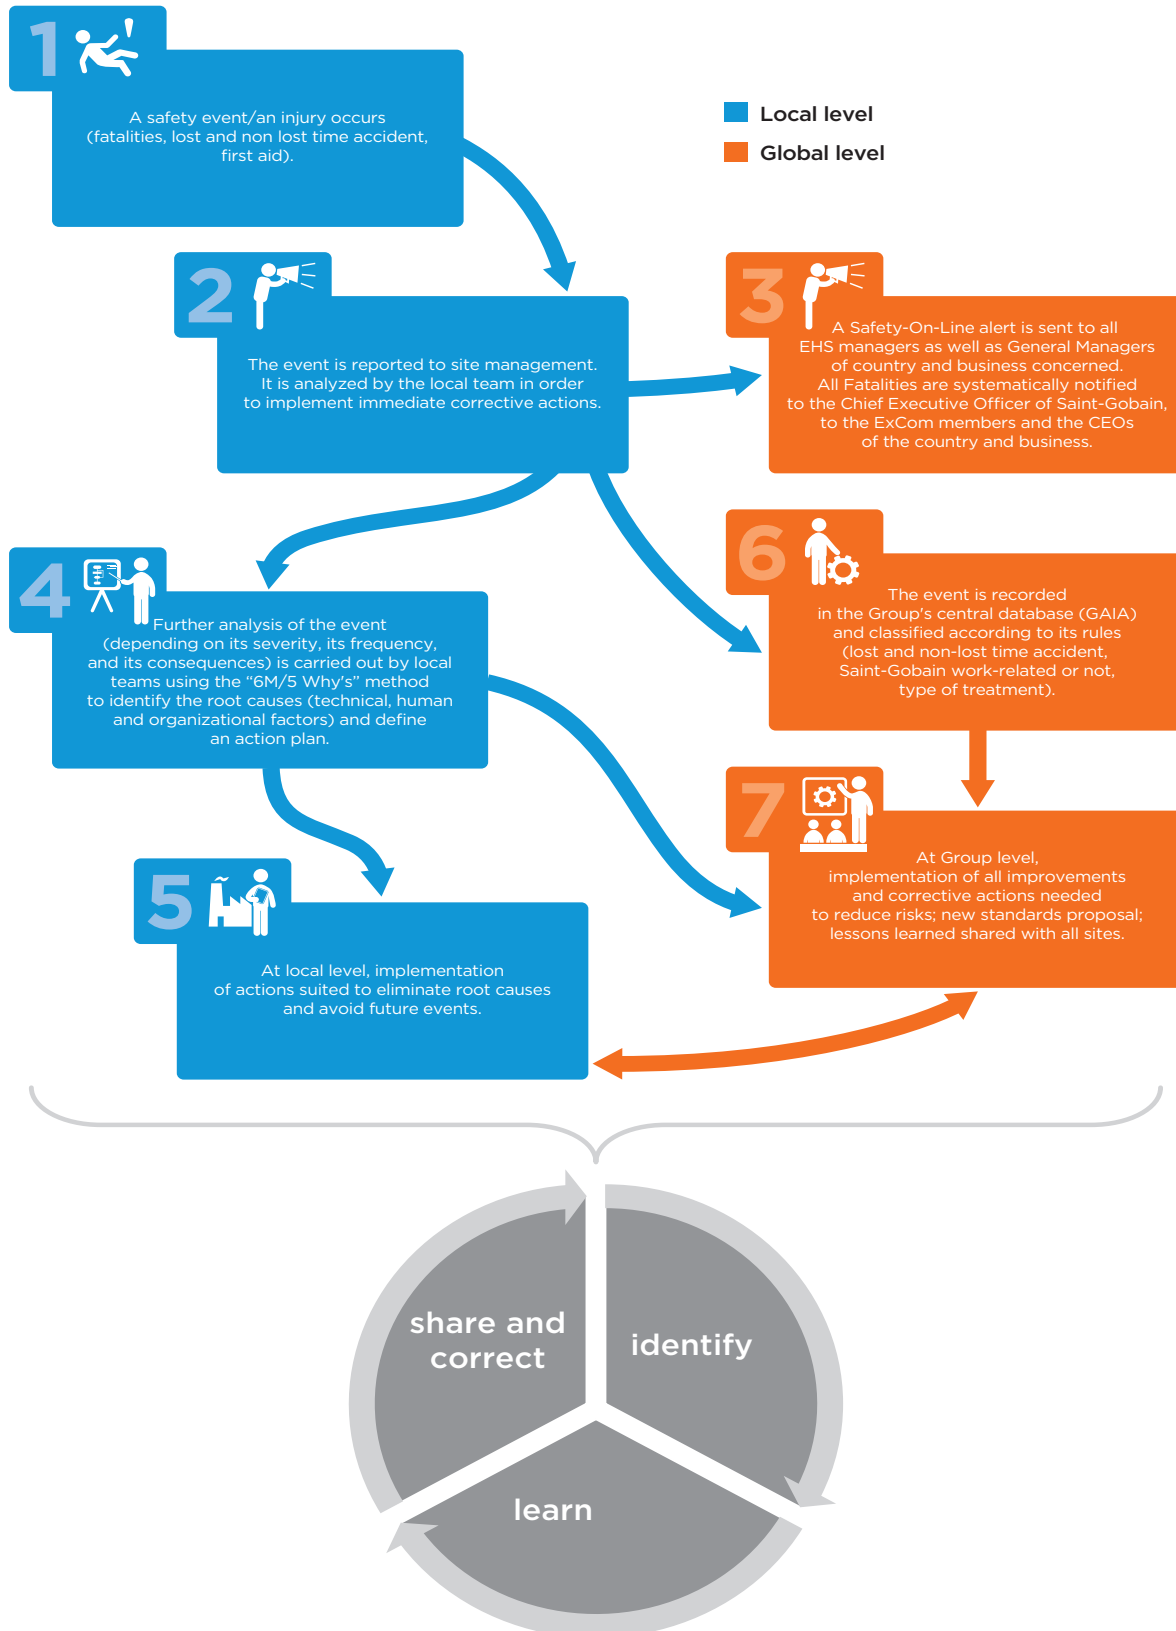 1
A safety event/an injury occurs
(fatalities, lost and non lost time accident,
first aid).
Local level
Global level
2
The event is reported to site management.
It is analyzed by the local team in order
to implement immediate corrective actions.
3
A Safety-On-Line alert is sent to all
EHS managers as well as General Managers
of country and business concerned.
All Fatalities are systematically notified
to the Chief Executive Officer of Saint-Gobain,
to the ExCom members and the CEOs
of the country and business.
4
Further analysis of the event
(depending on its severity, its frequency,
and its consequences) is carried out by local
teams using the “6M/5 Why's” method
to identify the root causes (technical, human
and organizational factors) and define
an action plan.
6
The event is recorded
in the Group's central database (GAIA)
and classified according to its rules
(lost and non-lost time accident,
Saint-Gobain work-related or not,
type of treatment).
5
At local level, implementation
of actions suited to eliminate root causes
and avoid future events.
7
At Group level,
implementation of all improvements
and corrective actions needed
to reduce risks; new standards proposal;
lessons learned shared with all sites.
share and
correct
identify
learn